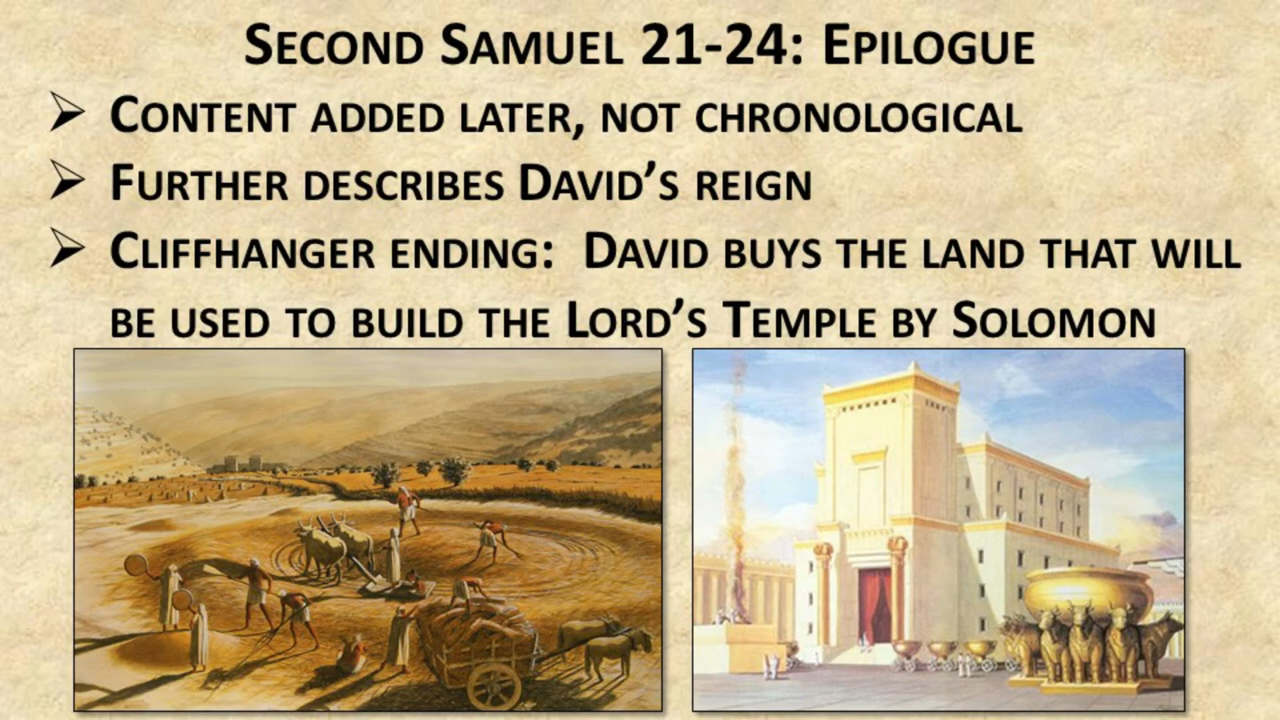 Second Samuel 21-24: Epilogue
➢ Content added later, not chronological
➢ Further describes David’s reign
➢ Cliffhanger ending: David buys the land that will
be used to build the Lord’s Temple by Solomon